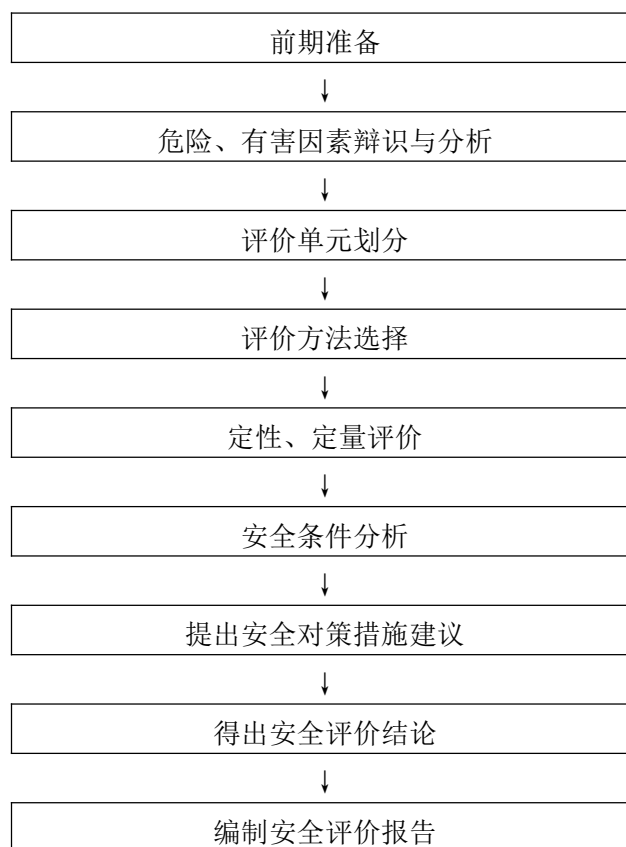 前期准备
↓
危险、有害因素辩识与分析
↓
评价单元划分
↓
评价方法选择
↓
定性、定量评价
↓
安全条件分析
↓
提出安全对策措施建议
↓
得出安全评价结论
↓
编制安全评价报告